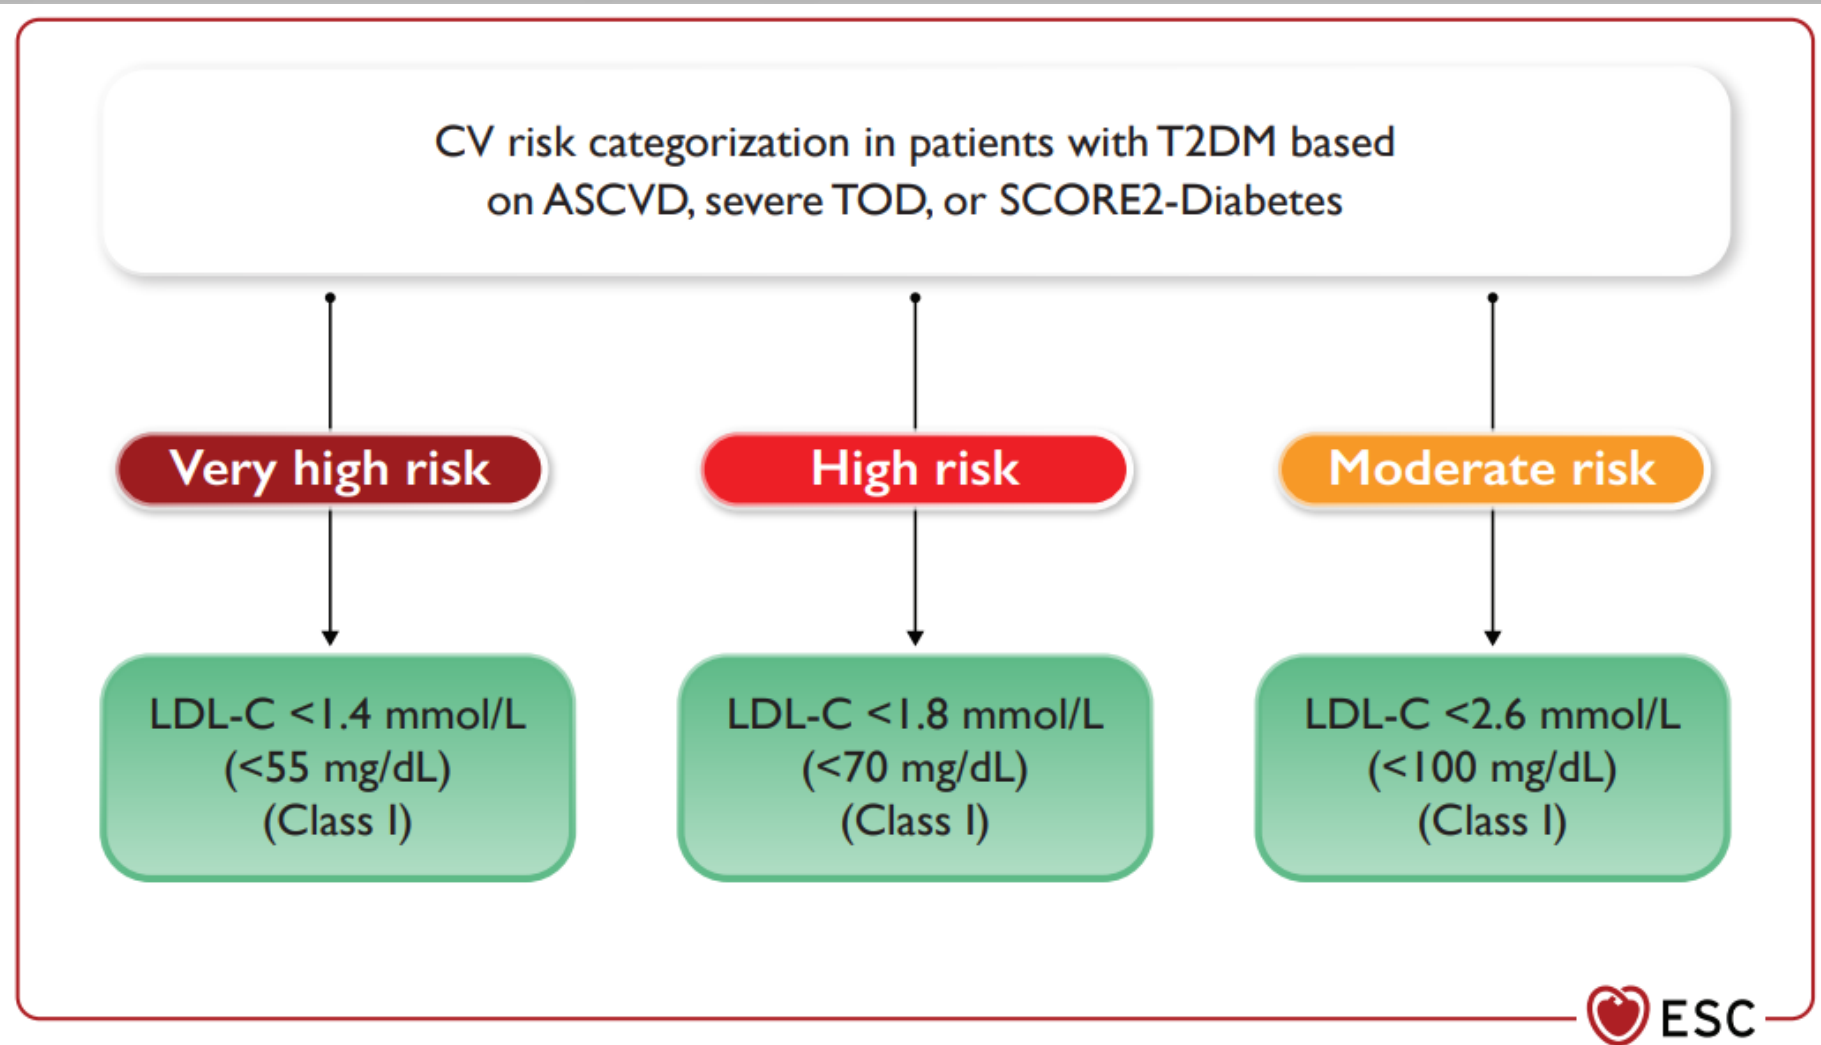 CV risk categorization in patients with T2DM based
on ASCVD, severe TOD, or SCORE2-Diabetes
Very high risk
High risk
Moderate risk
LDL-C <1.4 mmol/L
(<55 mg/dL)
(Class I)
LDL-C <1.8 mmol/L
(<70 mg/dL)
(Class I)
LDL-C <2.6 mmol/L
(<100 mg/dL)
(Class I)
ESC